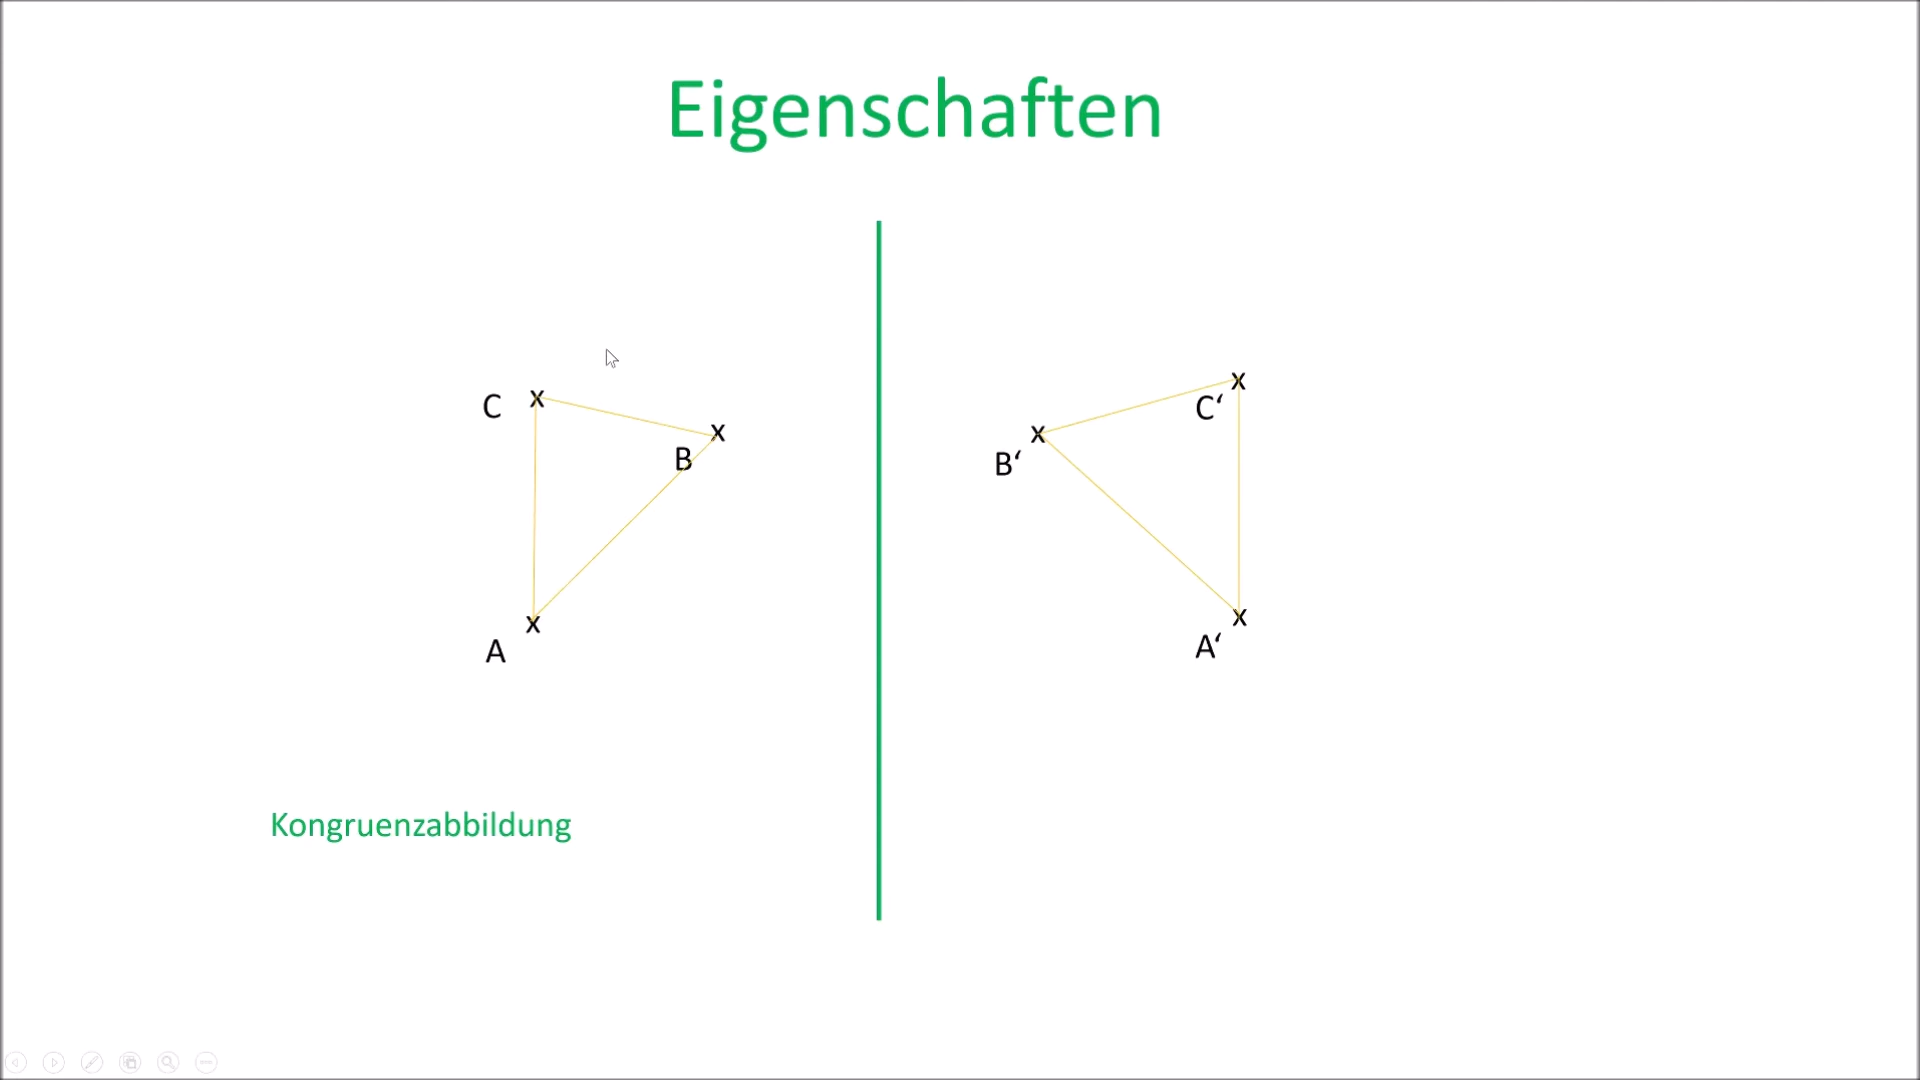 Eigenschaften
C x
x
B
x
A
x
C‘
x
B‘
x
A‘
Kongruenzabbildung